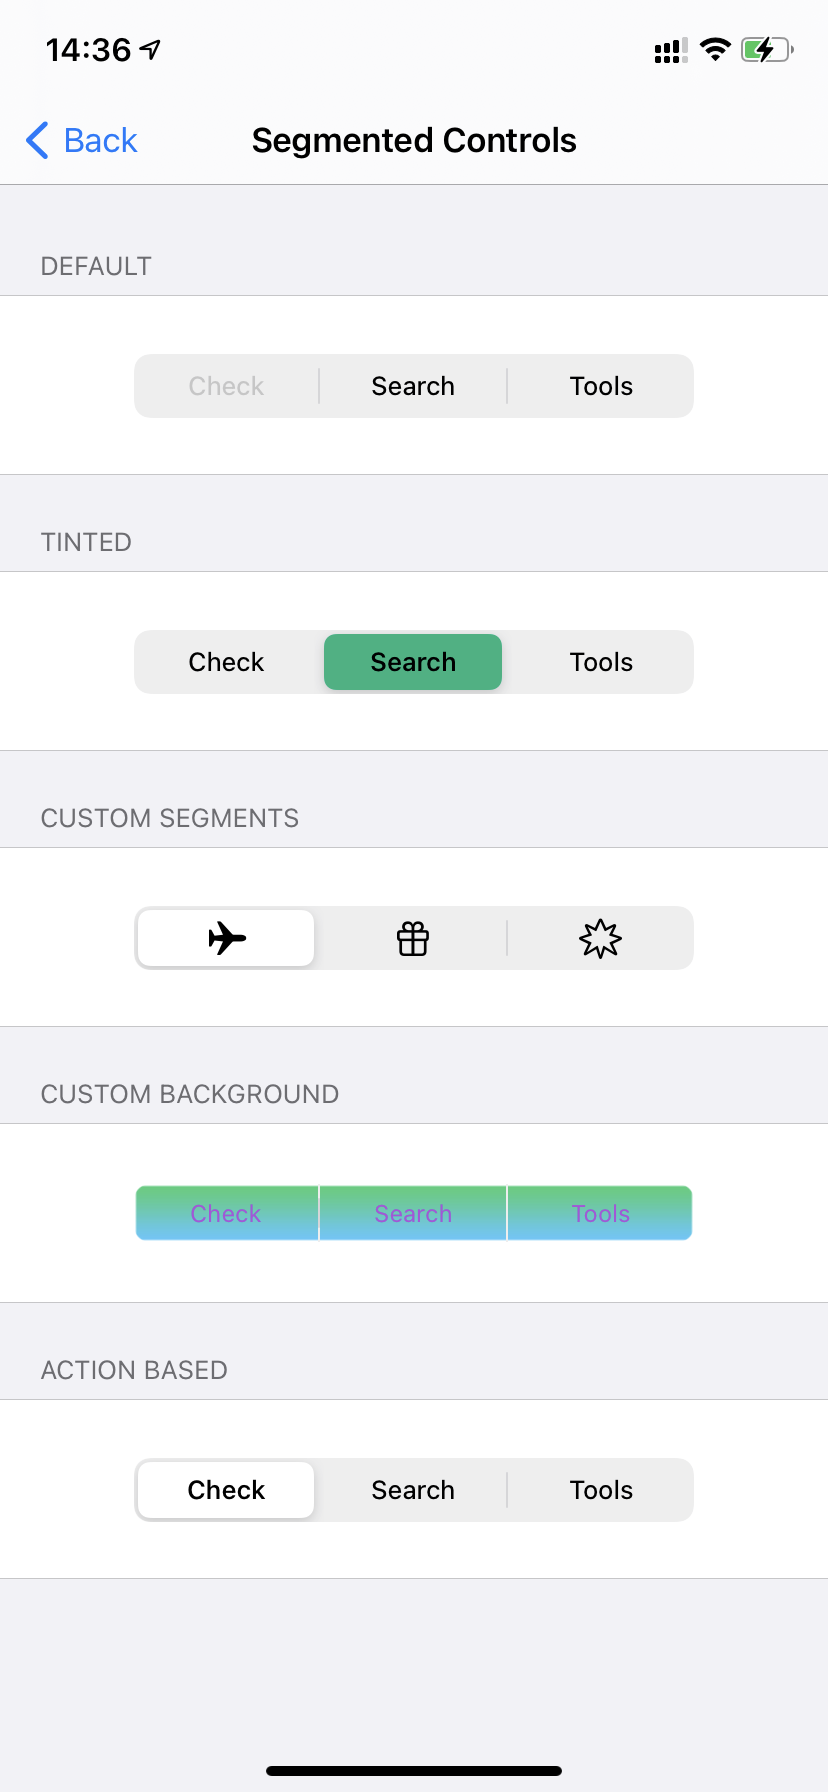 14:36
Back Segmented Controls
DEFAULT
Check Search Tools
TINTED
Check Search Tools
CUSTOM SEGMENTS
CUSTOM BACKGROUND
Check Search Tools
ACTION BASED
Check Search Tools